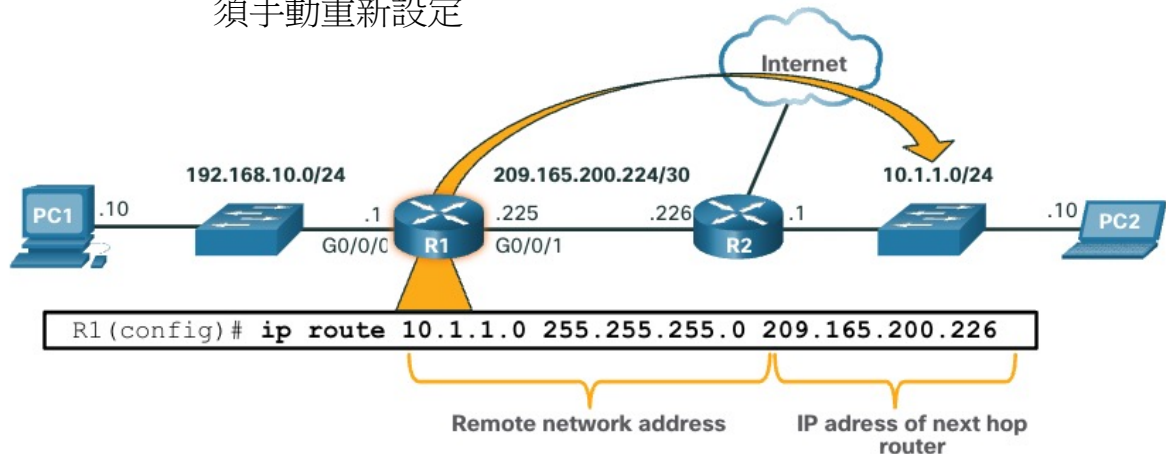 須手動重新設定
Internet
192.168.10.0/24
209.165.200.224/30
10.1.1.0/24
PC1
.10
.1
.225
.226
.1
.10
PC2
G0/0/0
R1
G0/0/1
R2
R1(config)# ip route 10.1.1.0 255.255.255.0 209.165.200.226
Remote network address
IP adress of next hop
router